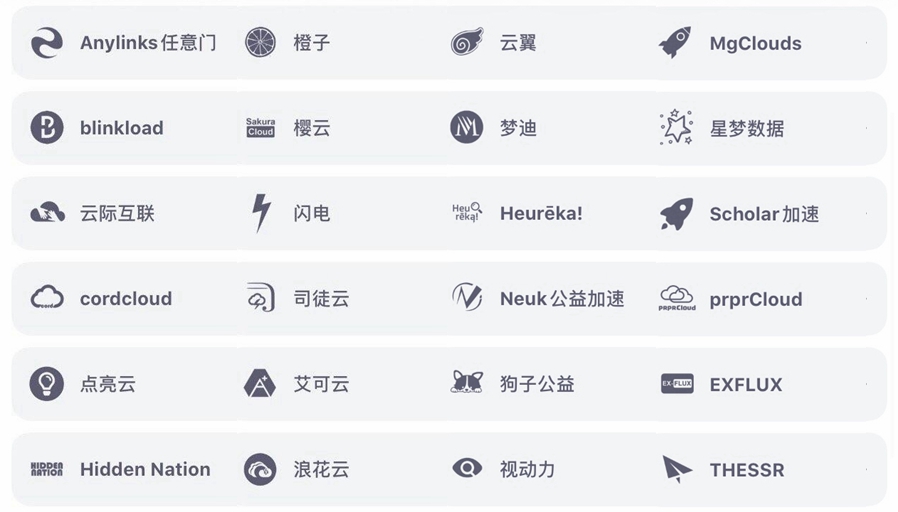 Anylinks任意门 橙子 云翼 MgClouds
blinkload Sakura Cloud 樱云 梦迪 星梦数据
云际互联 闪电 Heu rēka! Heurēka! Scholar加速
cord cordcloud 司徒云 Neuk公益加速 PRPRCloud prprCloud
点亮云 艾可云 狗子公益 EX-FLUX EXFLUX
HIDDEN NATION Hidden Nation 浪花云 视动力 THESSR